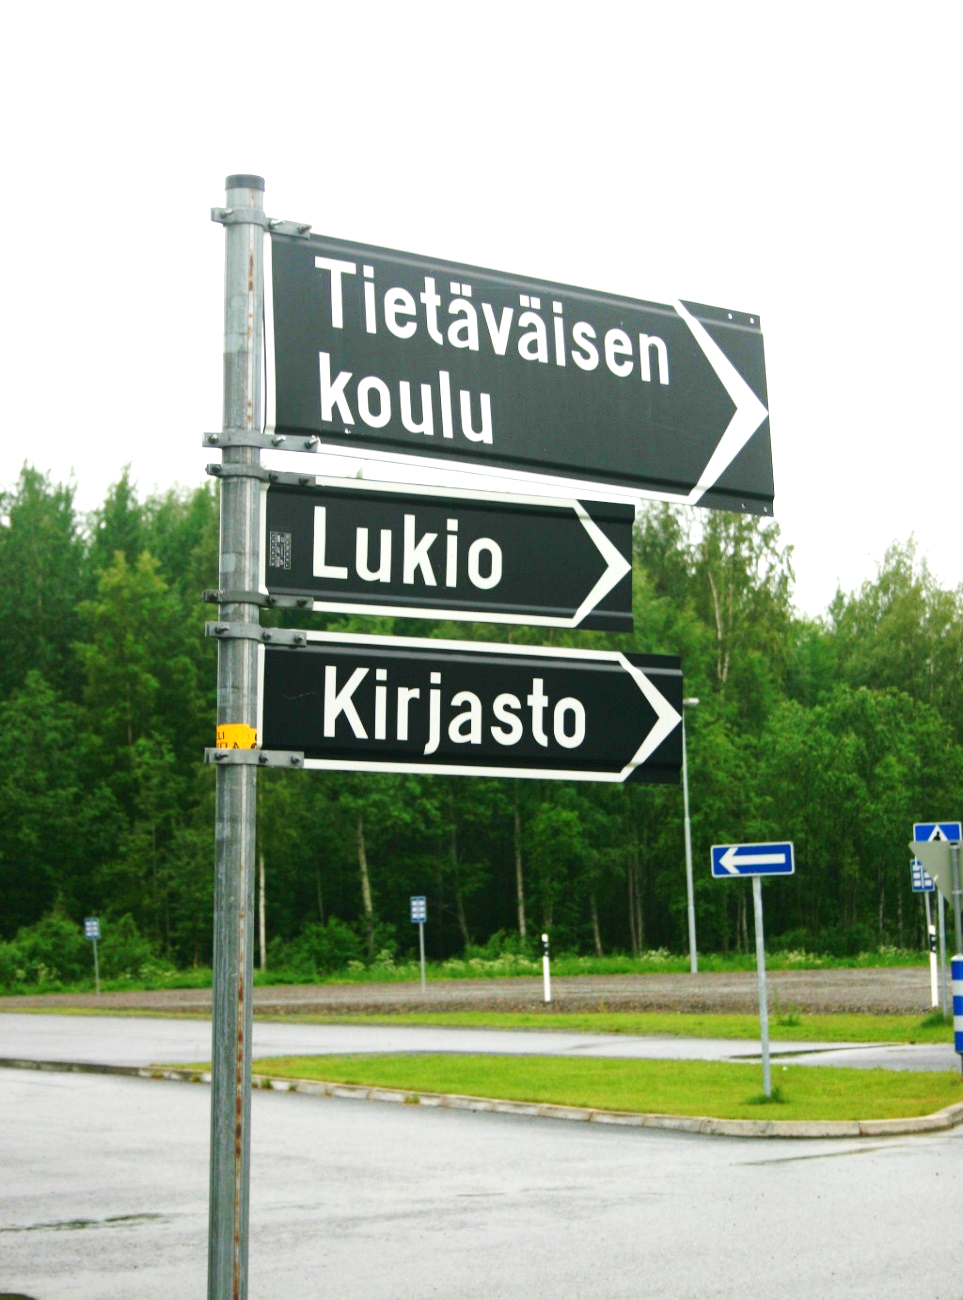 Tietäväisen
koulu
Lukio
Kirjasto